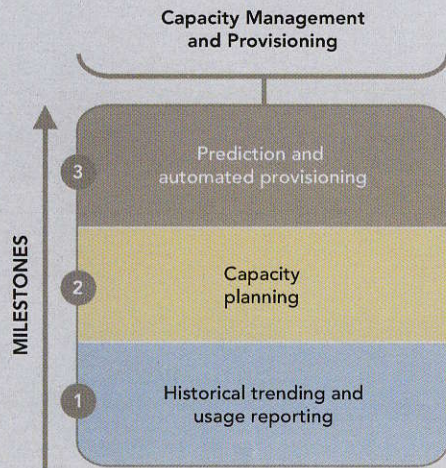 Capacity Management
and Provisioning
3
Prediction and
automated provisioning
MILESTONES
2
Capacity
planning
1
Historical trending and
usage reporting